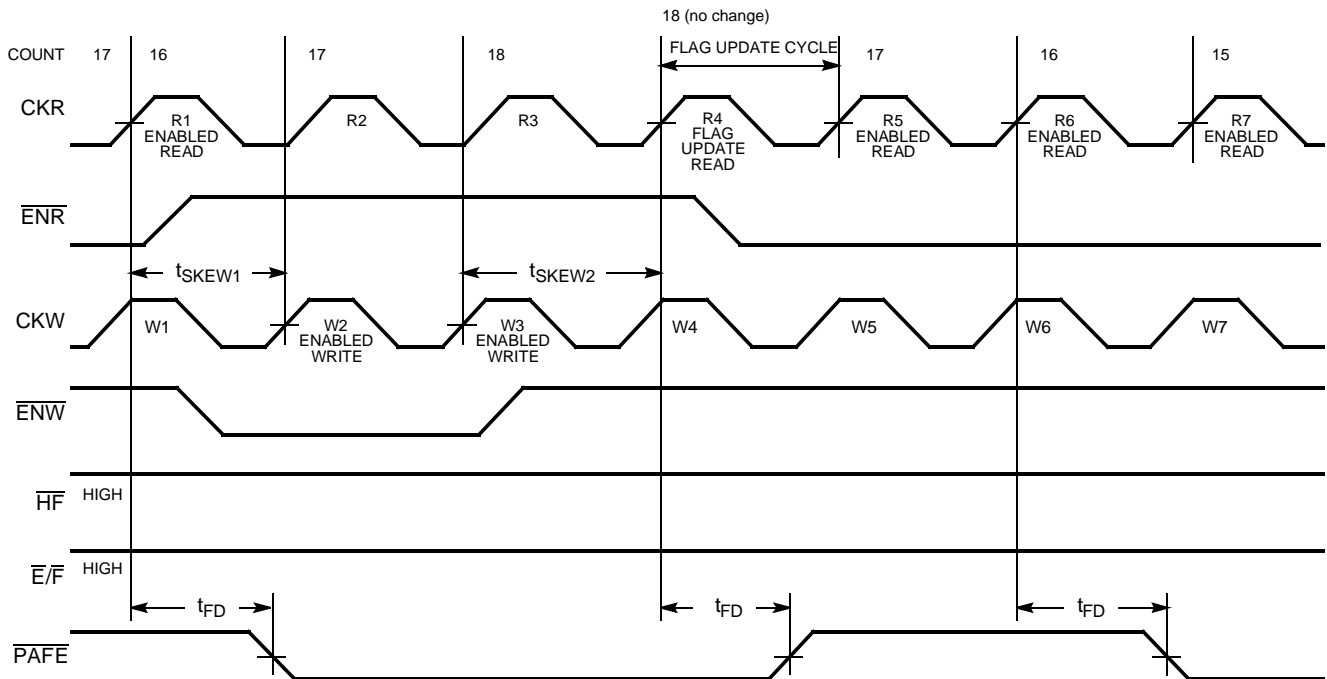 18 (no change)
COUNT 17 16 17 18 FLAG UPDATE CYCLE 17 16 15
CKR
R1
ENABLED
READ
R2
R3
R4
FLAG
UPDATE
READ
R5
ENABLED
READ
R6
ENABLED
READ
R7
ENABLED
READ
ENR
tSKEW1
tSKEW2
CKW
W1
W2
ENABLED
WRITE
W3
ENABLED
WRITE
W4
W5
W6
W7
ENW
HF HIGH
E/F HIGH
tFD
tFD
tFD
PAFE